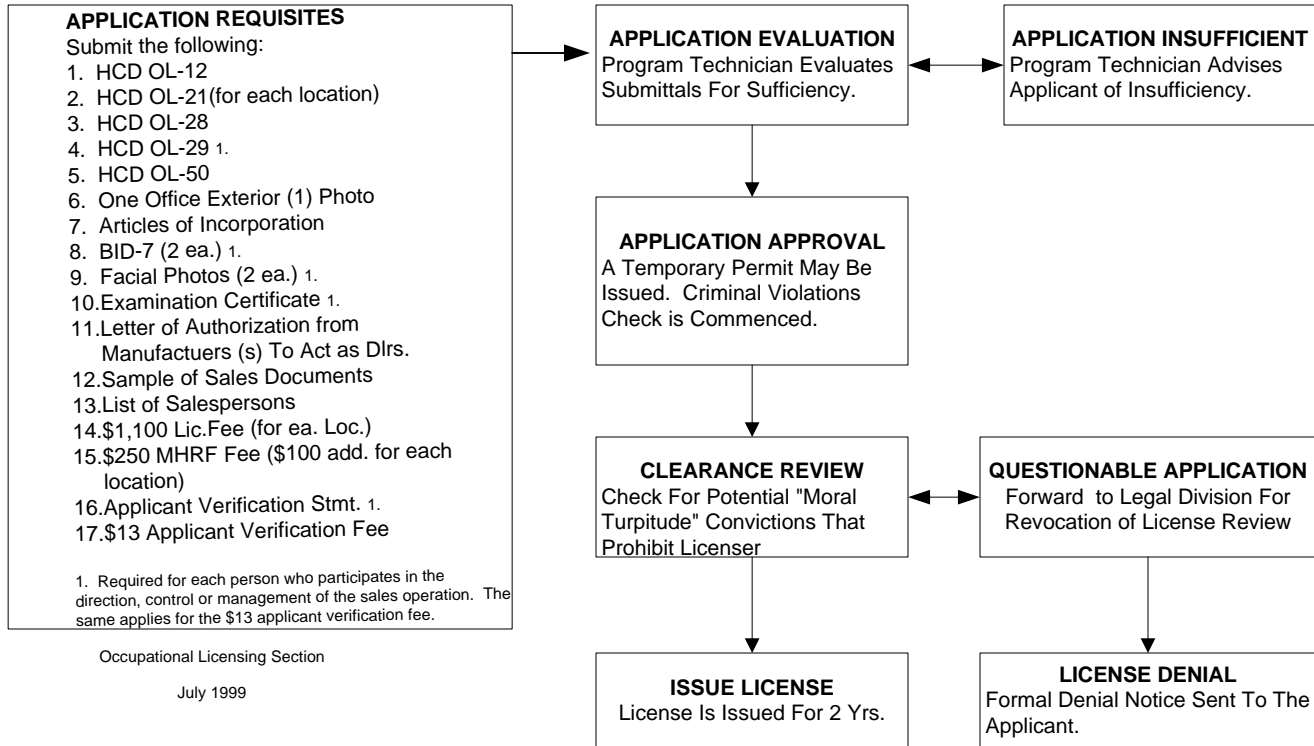 APPLICATION REQUISITES
Submit the following:
1. HCD OL-12
2. HCD OL-21(for each location)
3. HCD OL-28
4. HCD OL-29 1.
5. HCD OL-50
6. One Office Exterior (1) Photo
7. Articles of Incorporation
8. BID-7 (2 ea.) 1.
9. Facial Photos (2 ea.) 1.
10.Examination Certificate 1.
11.Letter of Authorization from
Manufactuers (s) To Act as Dlrs.
12.Sample of Sales Documents
13.List of Salespersons
14.$1,100 Lic.Fee (for ea. Loc.)
15.$250 MHRF Fee ($100 add. for each
location)
16.Applicant Verification Stmt. 1.
17.$13 Applicant Verification Fee
1. Required for each person who participates in the
direction, control or management of the sales operation. The
same applies for the $13 applicant verification fee.
Occupational Licensing Section
July 1999
APPLICATION EVALUATION
Program Technician Evaluates
Submittals For Sufficiency.
APPLICATION INSUFFICIENT
Program Technician Advises
Applicant of Insufficiency.
APPLICATION APPROVAL
A Temporary Permit May Be
Issued. Criminal Violations
Check is Commenced.
CLEARANCE REVIEW
Check For Potential "Moral
Turpitude" Convictions That
Prohibit Licenser
QUESTIONABLE APPLICATION
Forward to Legal Division For
Revocation of License Review
ISSUE LICENSE
License Is Issued For 2 Yrs.
LICENSE DENIAL
Formal Denial Notice Sent To The
Applicant.